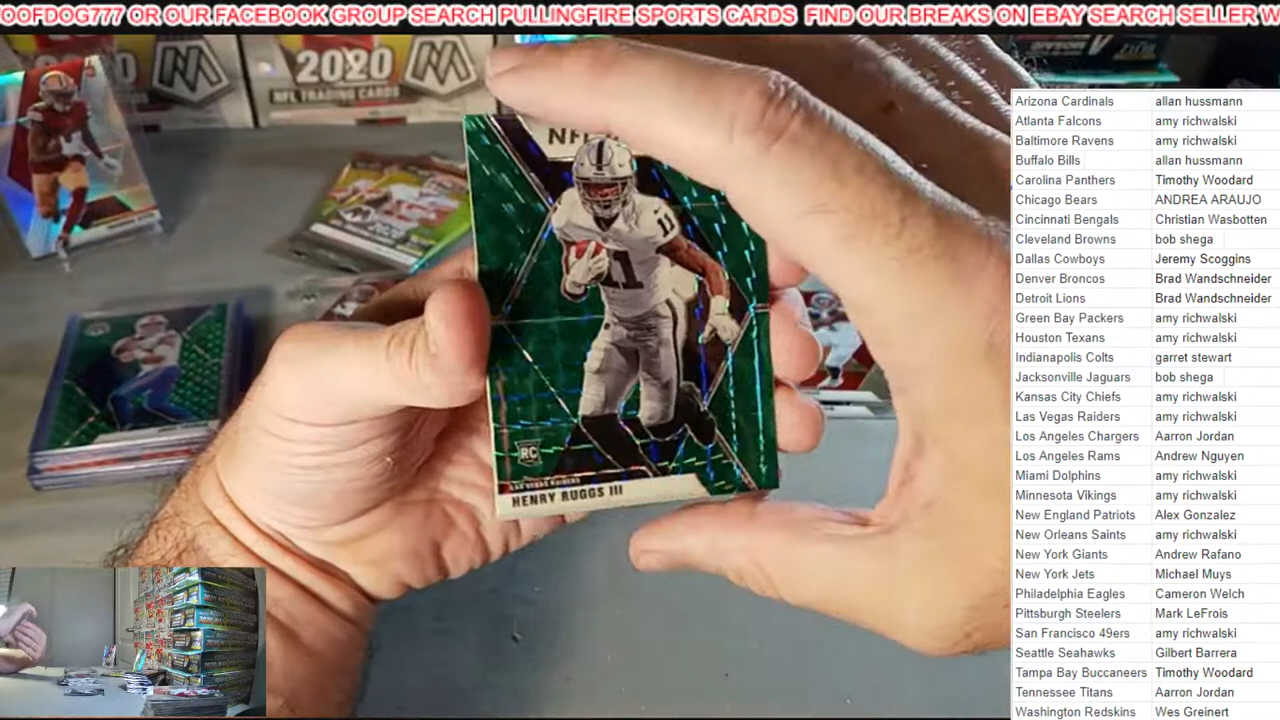 WOOFDOG777 OR OUR FACEBOOK GROUP SEARCH PULLINGFIRE SPORTS CARDS FIND OUR BREAKS ON EBAY SEARCH SELLER W
2020
NFL TRADING CARDS
NFL
11
11
RC
LAS VEGAS RAIDERS
HENRY RUGGS III
Arizona Cardinals allan hussmann
Atlanta Falcons amy richwalski
Baltimore Ravens amy richwalski
Buffalo Bills allan hussmann
Carolina Panthers Timothy Woodard
Chicago Bears ANDREA ARAUJO
Cincinnati Bengals Christian Wasbotten
Cleveland Browns bob shega
Dallas Cowboys Jeremy Scoggins
Denver Broncos Brad Wandschneider
Detroit Lions Brad Wandschneider
Green Bay Packers amy richwalski
Houston Texans amy richwalski
Indianapolis Colts garret stewart
Jacksonville Jaguars bob shega
Kansas City Chiefs amy richwalski
Las Vegas Raiders amy richwalski
Los Angeles Chargers Aarron Jordan
Los Angeles Rams Andrew Nguyen
Miami Dolphins amy richwalski
Minnesota Vikings amy richwalski
New England Patriots Alex Gonzalez
New Orleans Saints amy richwalski
New York Giants Andrew Rafano
New York Jets Michael Muys
Philadelphia Eagles Cameron Welch
Pittsburgh Steelers Mark LeFrois
San Francisco 49ers amy richwalski
Seattle Seahawks Gilbert Barrera
Tampa Bay Buccaneers Timothy Woodard
Tennessee Titans Aarron Jordan
Washington Redskins Wes Greinert